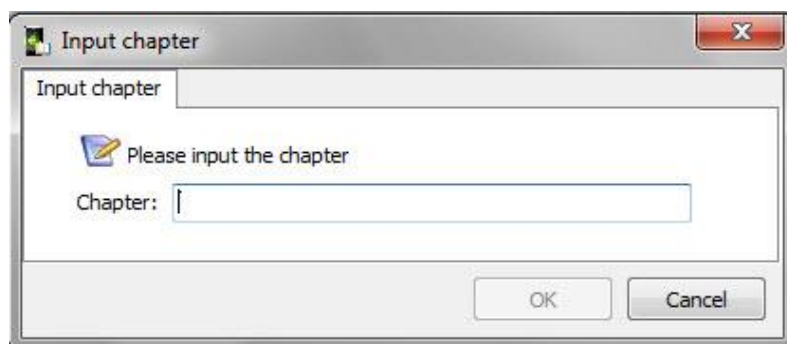 Input chapter
Input chapter
Please input the chapter
Chapter:
OK Cancel